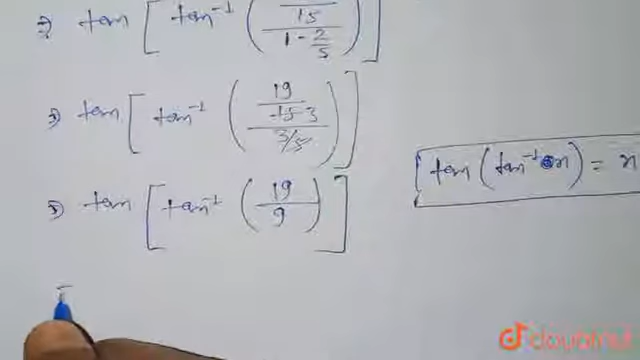 ⇒ tan [ tan⁻¹ ( 15 / (1 - 2/5) ) ]
⇒ tan [ tan⁻¹ ( (19 / 15 3) / (3/5) ) ]
⇒ tan [ tan⁻¹ ( 19 / 9 ) ]
tan ( tan⁻¹ x ) = x
doubtnut